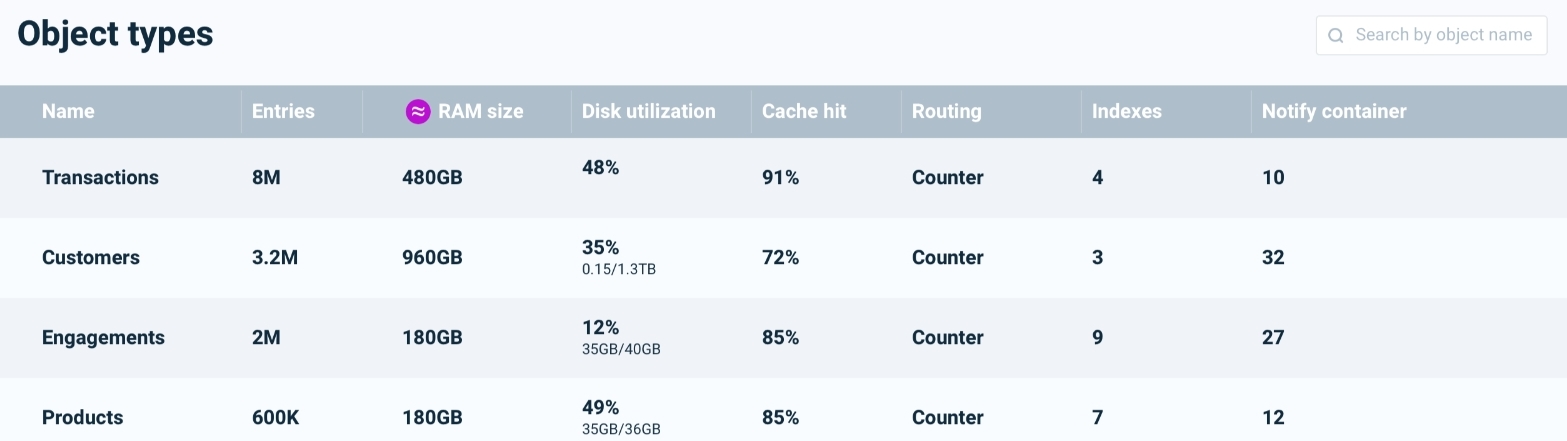 Object types
Search by object name
Name Entries ≈ RAM size Disk utilization Cache hit Routing Indexes Notify container
Transactions 8M 480GB 48% 91% Counter 4 10
Customers 3.2M 960GB 35% 72% Counter 3 32
0.15/1.3TB
Engagements 2M 180GB 12% 85% Counter 9 27
35GB/40GB
Products 600K 180GB 49% 85% Counter 7 12
35GB/36GB